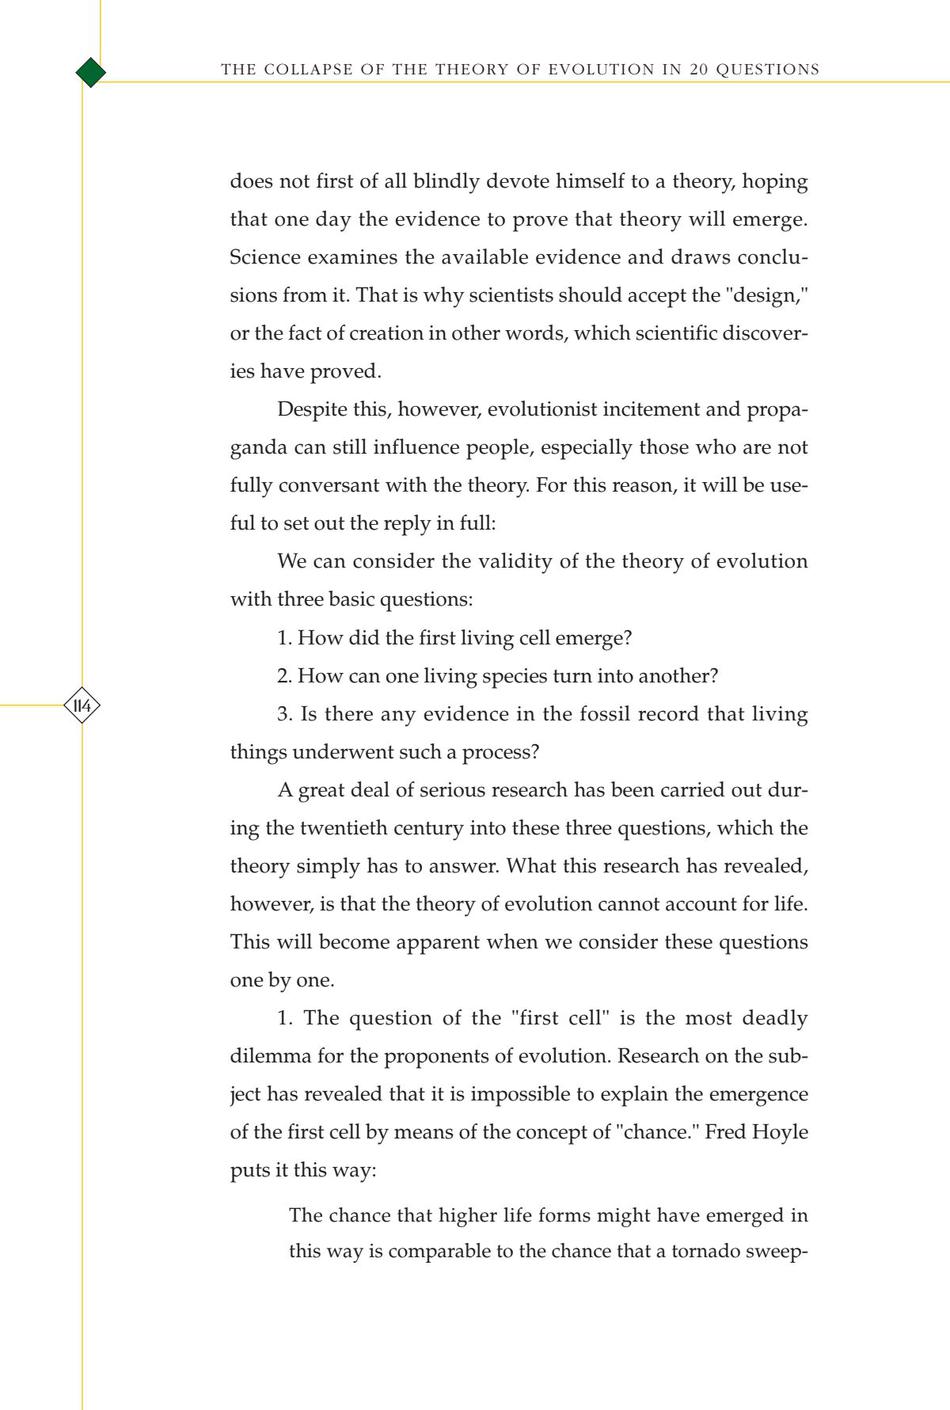 THE COLLAPSE OF THE THEORY OF EVOLUTION IN 20 QUESTIONS
does not first of all blindly devote himself to a theory, hoping
that one day the evidence to prove that theory will emerge.
Science examines the available evidence and draws conclu-
sions from it. That is why scientists should accept the "design,"
or the fact of creation in other words, which scientific discover-
ies have proved.
Despite this, however, evolutionist incitement and propa-
ganda can still influence people, especially those who are not
fully conversant with the theory. For this reason, it will be use-
ful to set out the reply in full:
We can consider the validity of the theory of evolution
with three basic questions:
1. How did the first living cell emerge?
2. How can one living species turn into another?
3. Is there any evidence in the fossil record that living
things underwent such a process?
114
A great deal of serious research has been carried out dur-
ing the twentieth century into these three questions, which the
theory simply has to answer. What this research has revealed,
however, is that the theory of evolution cannot account for life.
This will become apparent when we consider these questions
one by one.
1. The question of the "first cell" is the most deadly
dilemma for the proponents of evolution. Research on the sub-
ject has revealed that it is impossible to explain the emergence
of the first cell by means of the concept of "chance." Fred Hoyle
puts it this way:
The chance that higher life forms might have emerged in
this way is comparable to the chance that a tornado sweep-